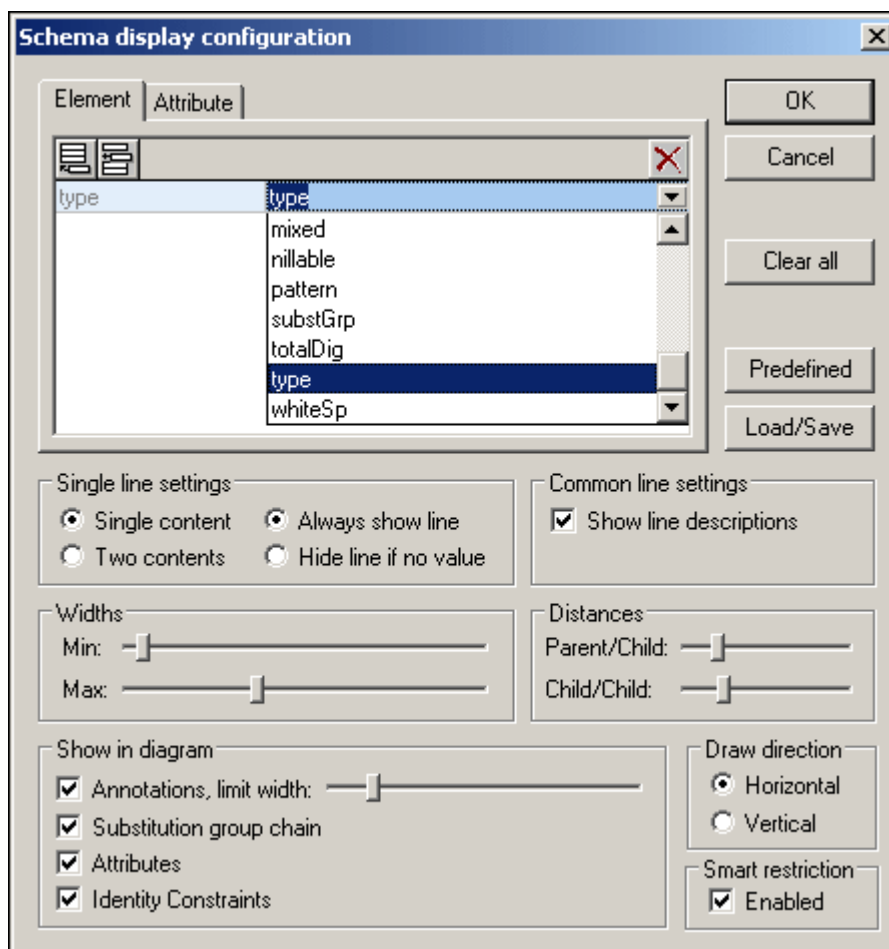 Schema display configuration
Element Attribute
OK
Cancel
type type
mixed
nillable
pattern
substGrp
totalDig
type
whiteSp
Clear all
Predefined
Load/Save
Single line settings
Single content Always show line
Two contents Hide line if no value
Common line settings
Show line descriptions
Widths
Min:
Max:
Distances
Parent/Child:
Child/Child:
Show in diagram
Annotations, limit width:
Substitution group chain
Attributes
Identity Constraints
Draw direction
Horizontal
Vertical
Smart restriction
Enabled